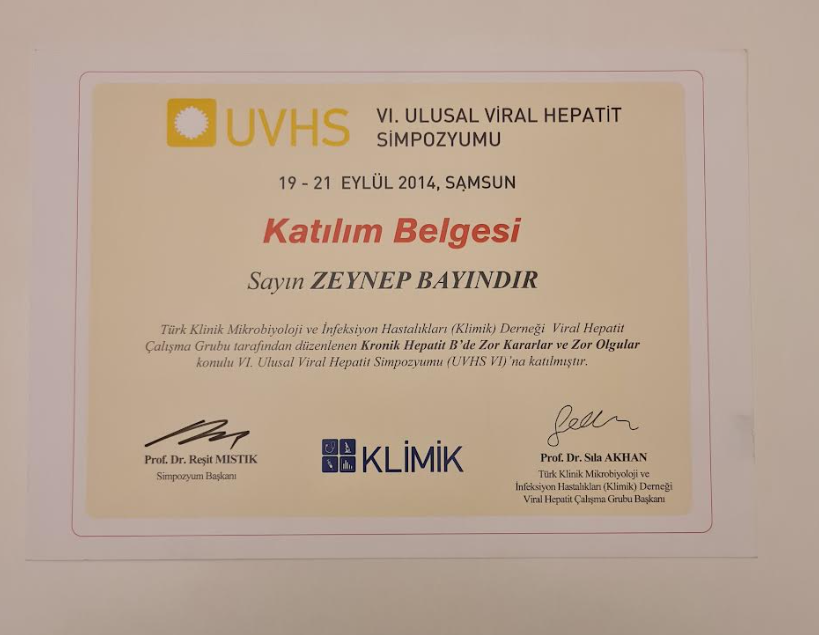 UVHS
VI. ULUSAL VİRAL HEPATİT
SİMPOZYUMU
19 - 21 EYLÜL 2014, SAMSUN
Katılım Belgesi
Sayın ZEYNEP BAYINDIR
Türk Klinik Mikrobiyoloji ve İnfeksiyon Hastalıkları (Klimik) Derneği Viral Hepatit
Çalışma Grubu tarafından düzenlenen Kronik Hepatit B'de Zor Kararlar ve Zor Olgular
konulu VI. Ulusal Viral Hepatit Simpozyumu (UVHS VI)'na katılmıştır.
Prof. Dr. Reşit MISTIK
Simpozyum Başkanı
KLİMİK
Prof. Dr. Sıla AKHAN
Türk Klinik Mikrobiyoloji ve
İnfeksiyon Hastalıkları (Klimik) Derneği
Viral Hepatit Çalışma Grubu Başkanı